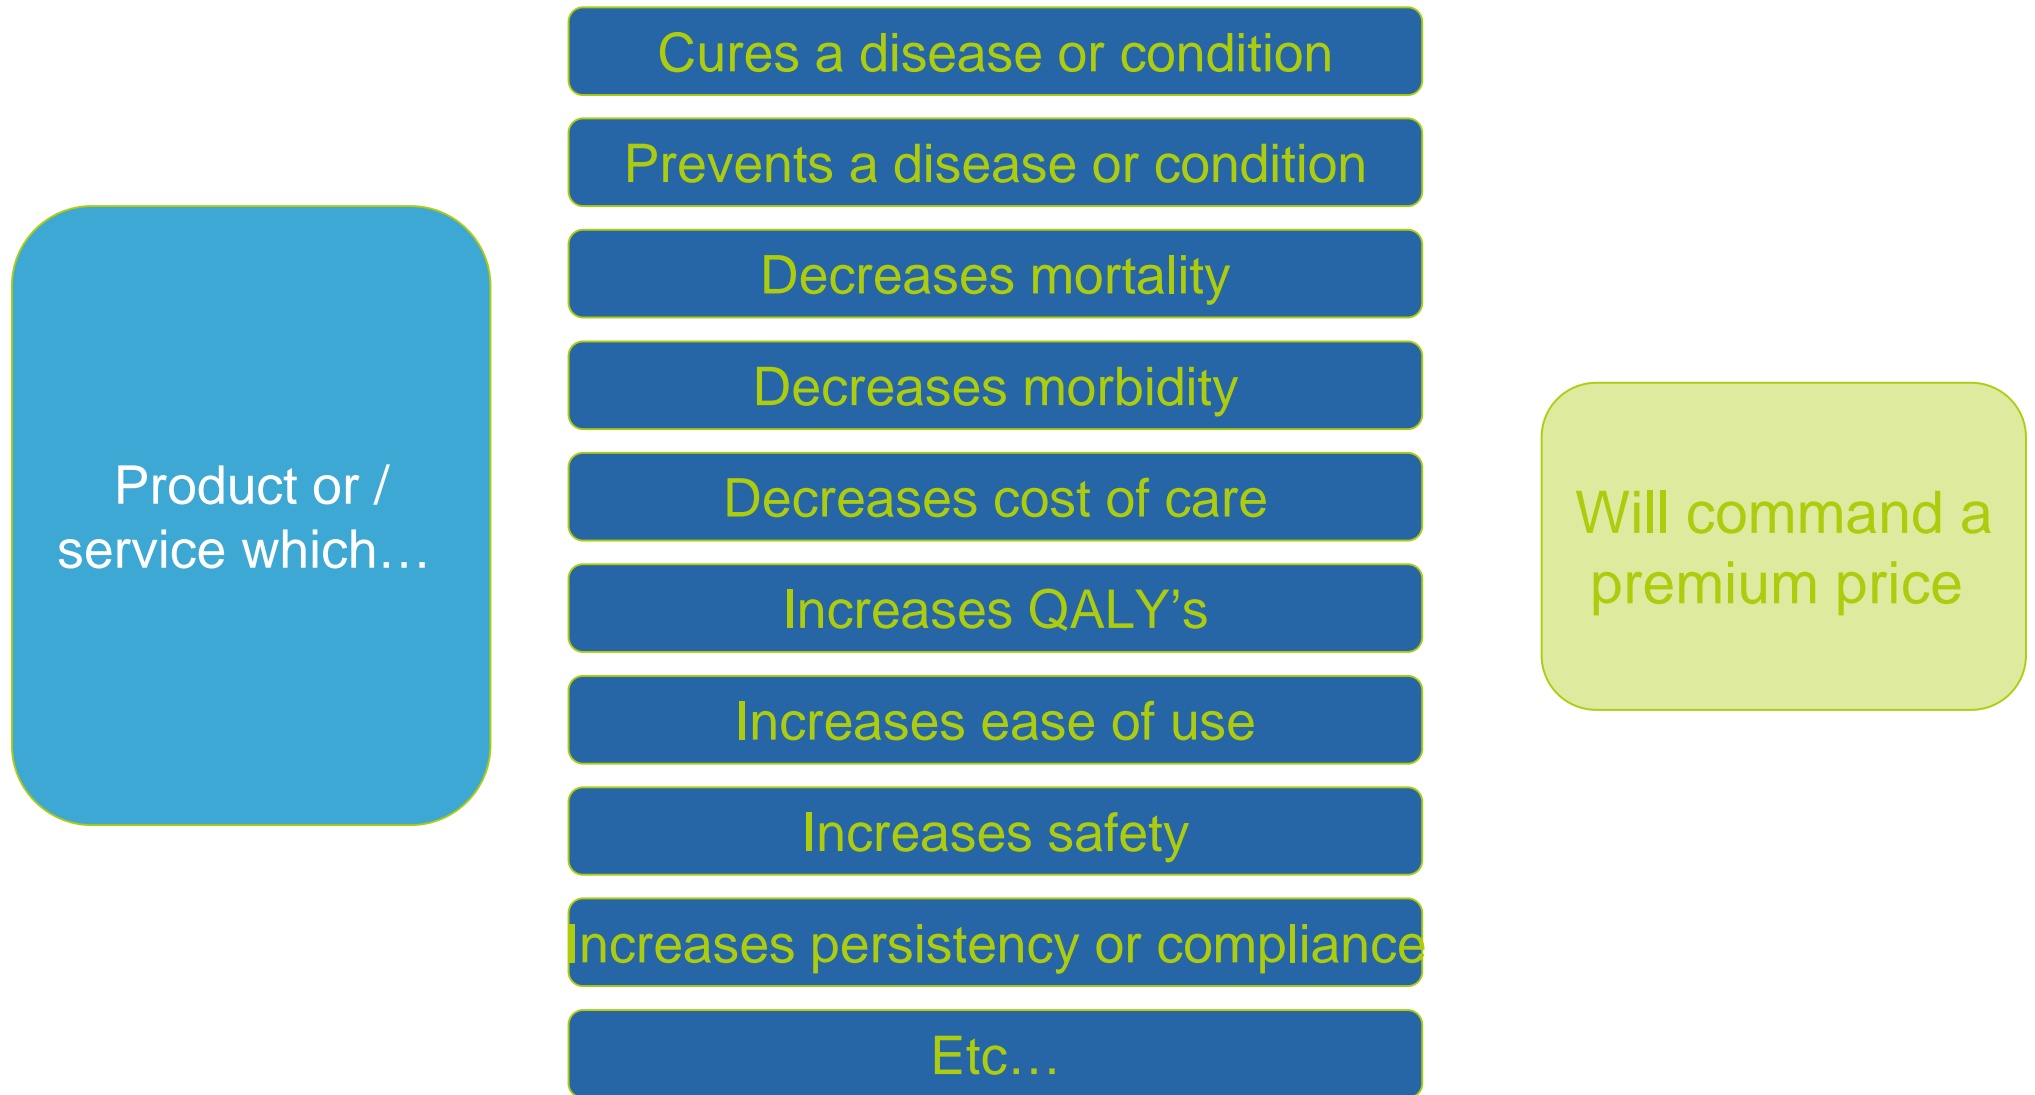 Product or /
service which…
Cures a disease or condition
Prevents a disease or condition
Decreases mortality
Decreases morbidity
Decreases cost of care
Increases QALY’s
Increases ease of use
Increases safety
Increases persistency or compliance
Etc…
Will command a
premium price